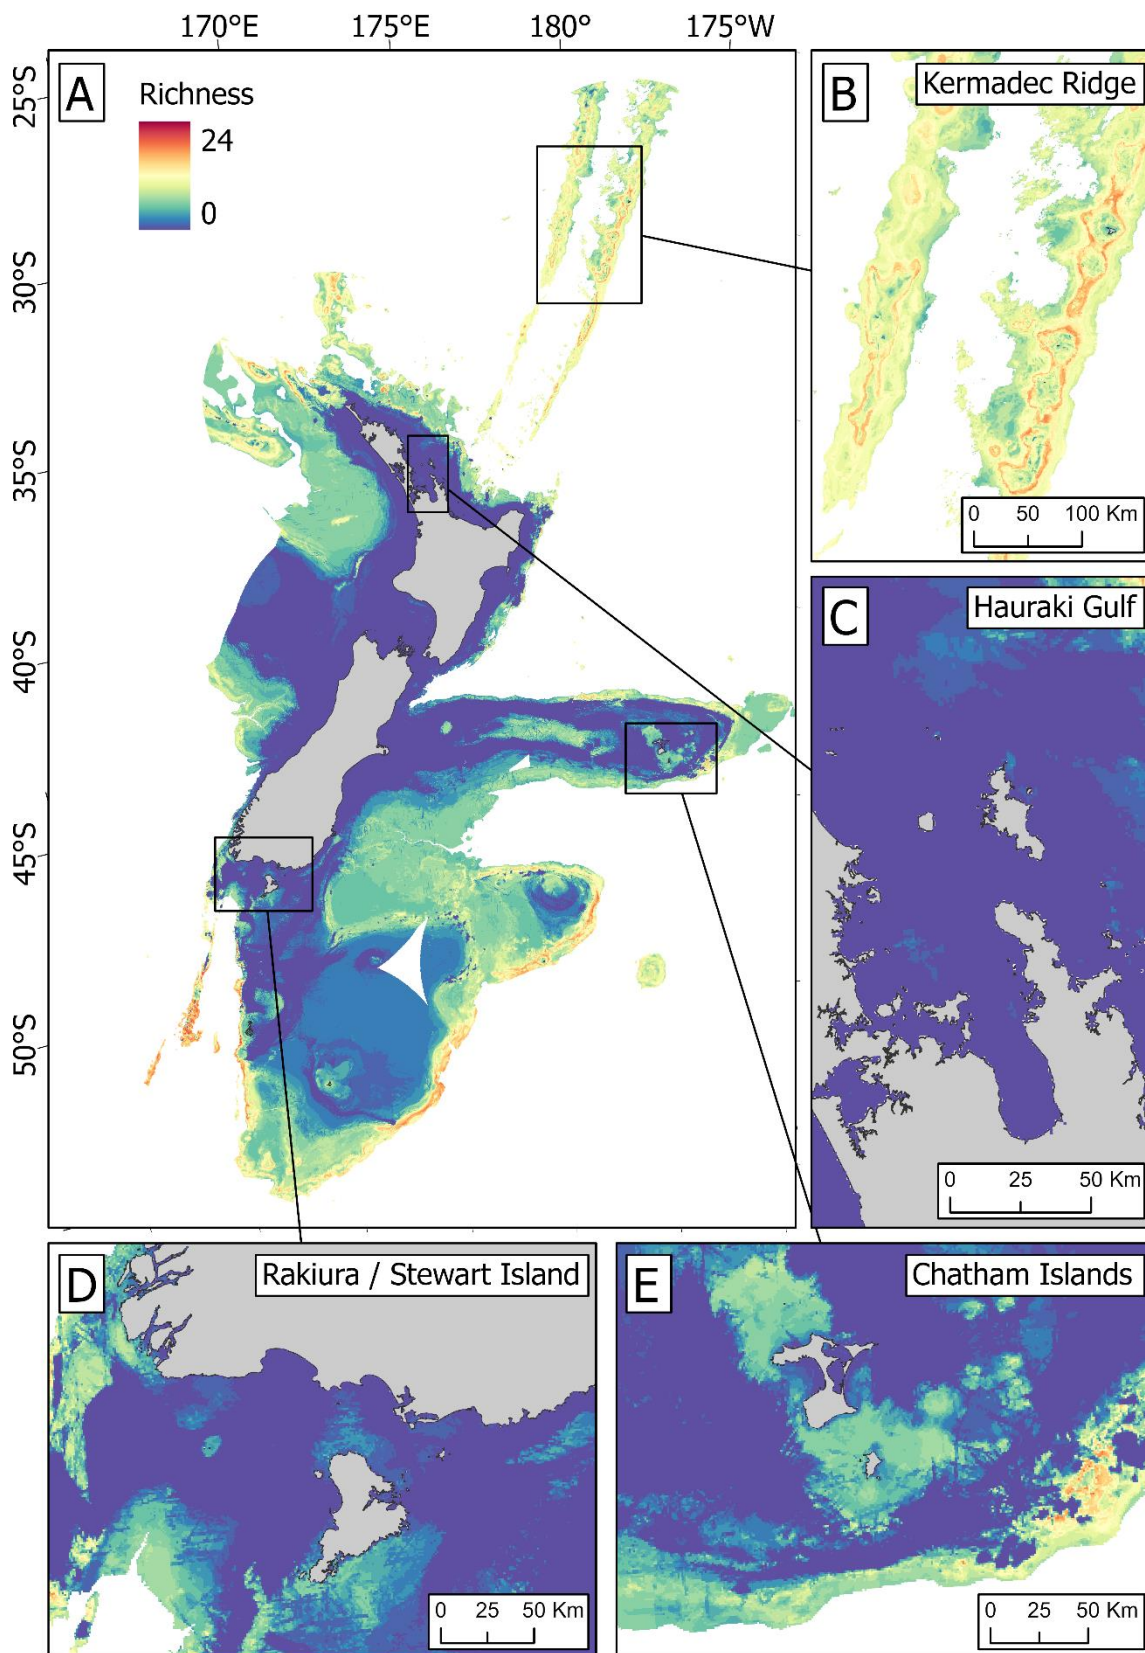 170°E 175°E 180° 175°W
25°S
30°S
35°S
40°S
45°S
50°S
A
Richness
24
0
B
Kermadec Ridge
0 50 100 Km
C
Hauraki Gulf
0 25 50 Km
D
Rakiura / Stewart Island
0 25 50 Km
E
Chatham Islands
0 25 50 Km